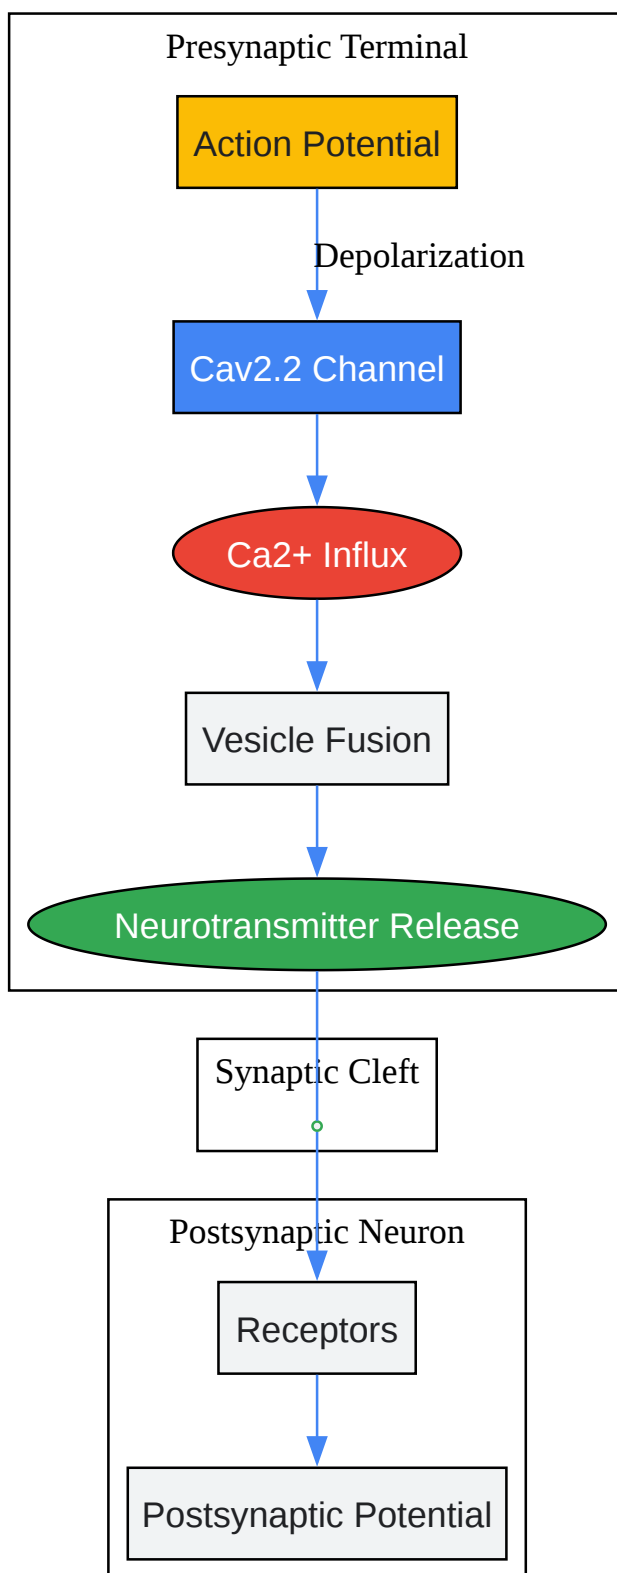 Presynaptic Terminal
Action Potential
Depolarization
Cav2.2 Channel
Ca2+ Influx
Vesicle Fusion
Neurotransmitter Release
Synaptic Cleft
Postsynaptic Neuron
Receptors
Postsynaptic Potential